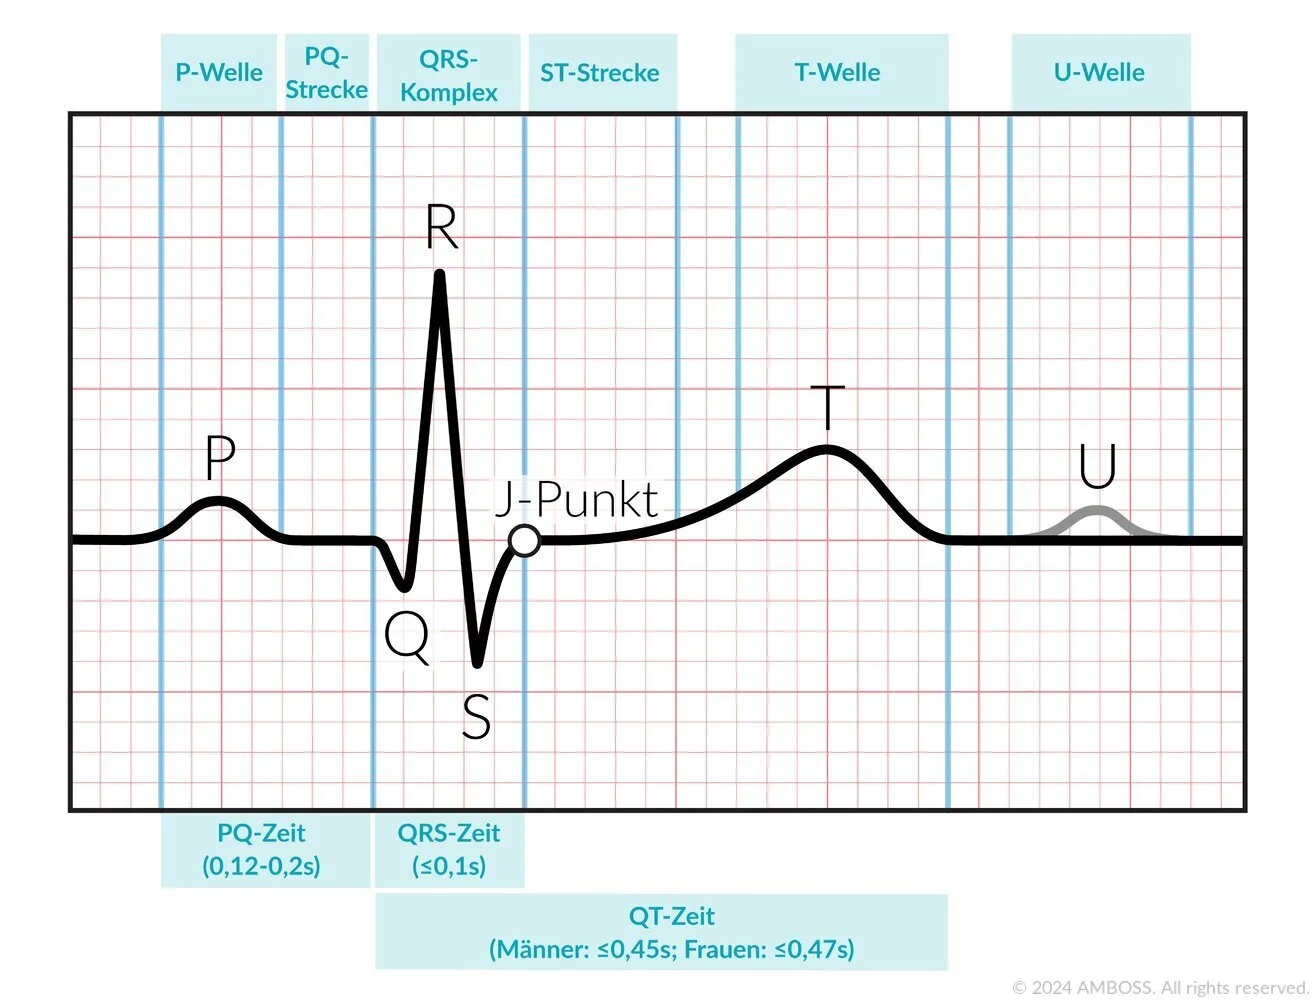 P-Welle
PQ-
Strecke
QRS-
Komplex
ST-Strecke
T-Welle
U-Welle
R
T
P
U
J-Punkt
Q
S
PQ-Zeit
(0,12-0,2s)
QRS-Zeit
(≤0,1s)
QT-Zeit
(Männer: ≤0,45s; Frauen: ≤0,47s)
© 2024 AMBOSS. All rights reserved.